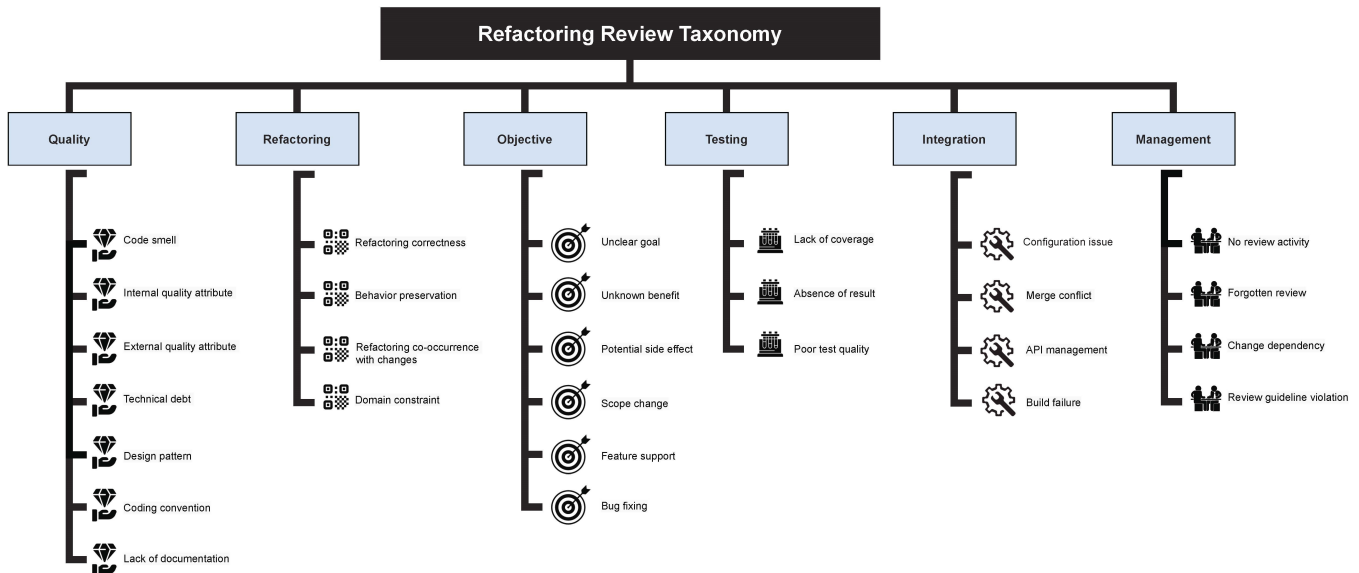 Refactoring Review Taxonomy
Quality
Code smell
Internal quality attribute
External quality attribute
Technical debt
Design pattern
Coding convention
Lack of documentation
Refactoring
Refactoring correctness
Behavior preservation
Refactoring co-occurrence
with changes
Domain constraint
Objective
Unclear goal
Unknown benefit
Potential side effect
Scope change
Feature support
Bug fixing
Testing
Lack of coverage
Absence of result
Poor test quality
Integration
Configuration issue
Merge conflict
API management
Build failure
Management
No review activity
Forgotten review
Change dependency
Review guideline violation